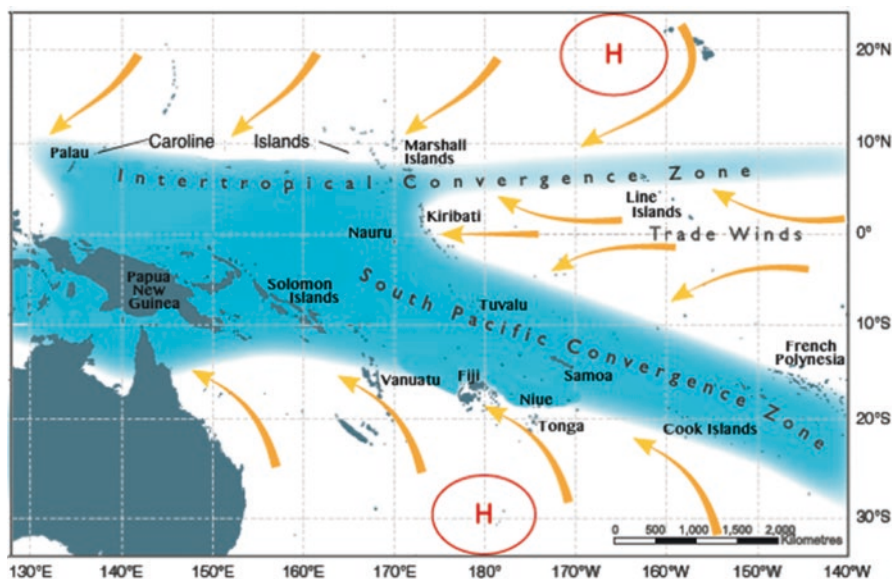 20°N
H
Caroline Islands
Marshall
Islands
10°N
Palau
Intertropical Convergence Zone
Line
Islands
Kiribati
Nauru
Trade Winds
0°
Papua
New
Guinea
Solomon
Islands
South Pacific Convergence Zone
Tuvalu
10°S
French
Polynesia
Samoa
Vanuatu
Fiji
Niue
20°S
Tonga
Cook Islands
H
30°S
0 500 1,000 1,500 2,000
Kilometres
130°E 140°E 150°E 160°E 170°E 180° 170°W 160°W 150°W 140°W